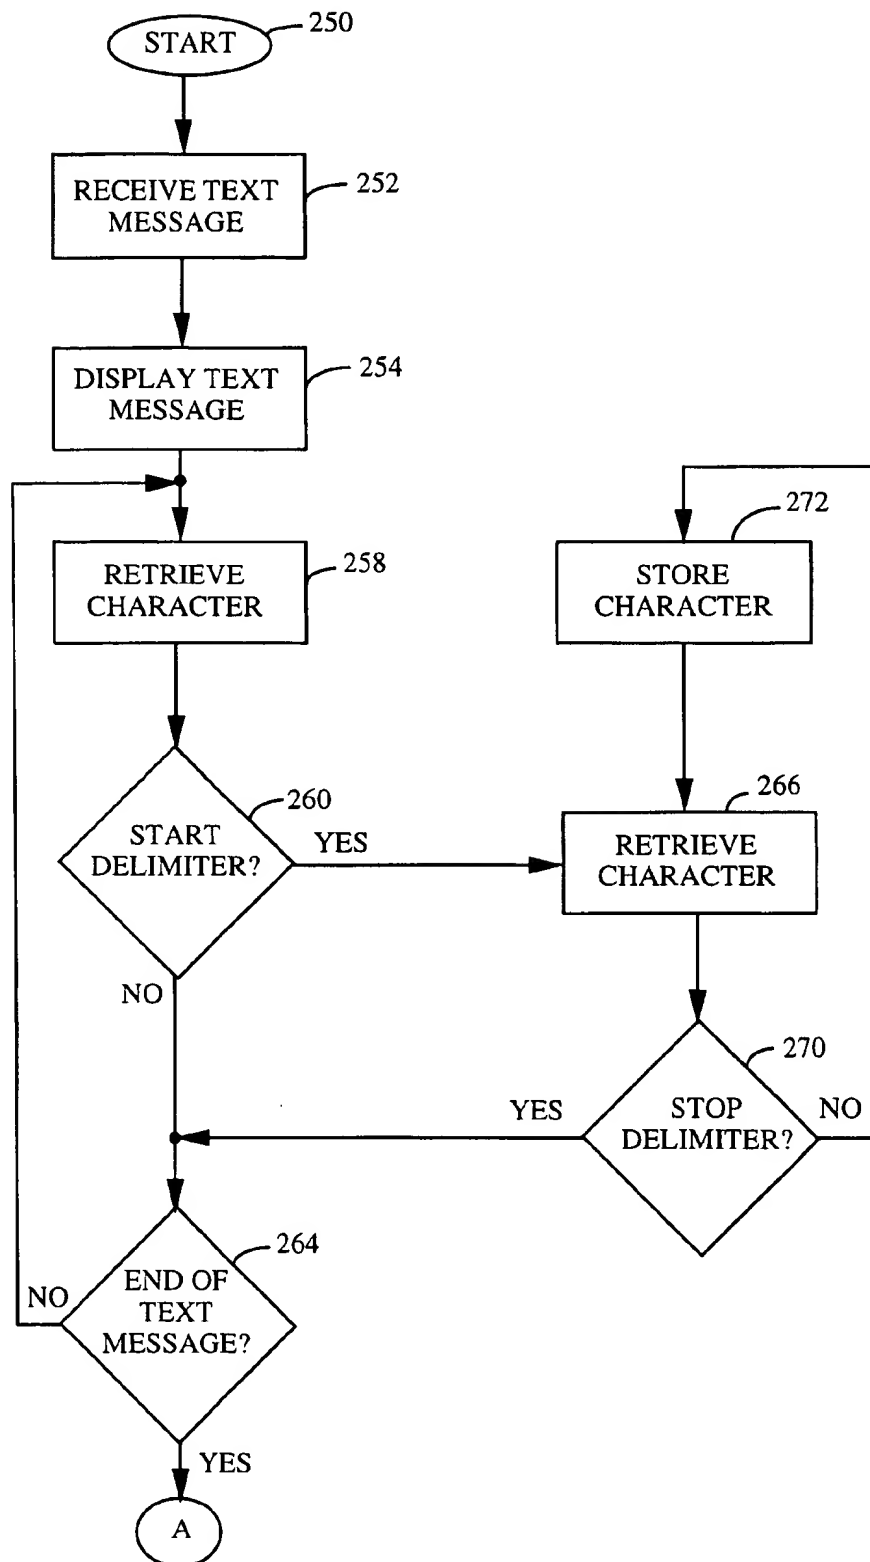 START
250
RECEIVE TEXT
MESSAGE
252
DISPLAY TEXT
MESSAGE
254
RETRIEVE
CHARACTER
258
STORE
CHARACTER
272
START
DELIMITER?
260
YES
NO
RETRIEVE
CHARACTER
266
STOP
DELIMITER?
270
YES
NO
END OF
TEXT
MESSAGE?
264
NO
YES
A